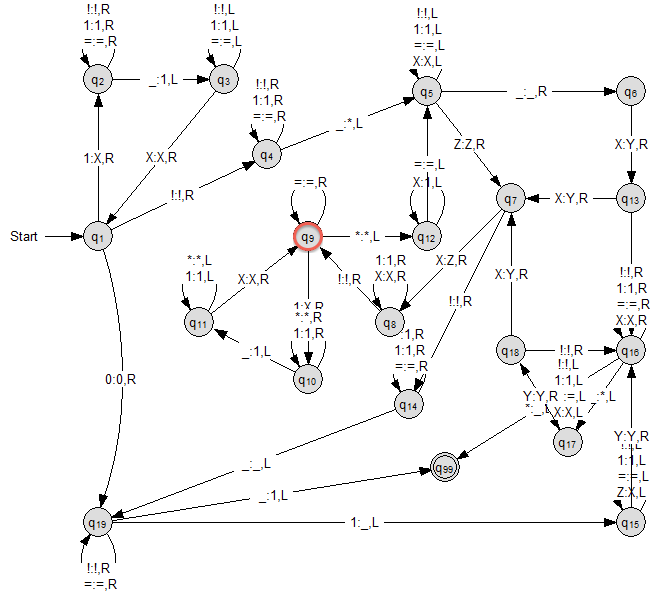 !:!,R
1:1,R
=:=,R
!:!,L
1:1,L
=:=,L
!:!,L
1:1,L
=:=,L
X:X,L
q2
_:1,L
q3
!:!,R
1:1,R
=:=,R
q5
_:_,R
q6
_:*,L
1:X,R
X:X,R
q4
Z:Z,R
X:Y,R
=:=,L
X:1,L
!:!,R
=:=,R
q7
X:Y,R
q13
Start
q1
q9
*:*,L
q12
*:*,L
1:1,L
X:X,R
!:!,R
1:1,R
X:X,R
X:Z,R
!:!,R
X:Y,R
!:!,R
1:1,R
=:=,R
X:X,R
1:X,R
*:*,R
1:1,R
q11
q8
_:1,L
q10
1:1,R
=:=,R
q18
!:!,R
q16
!:!,L
1:1,L
X:X,L
_:*,L
Y:Y,R
0:0,R
q14
q17
Y:Y,R
1:1,L
=:=,L
Z:X,L
_:_,L
q99
_:1,L
q19
1:_,L
q15
!:!,R
=:=,R